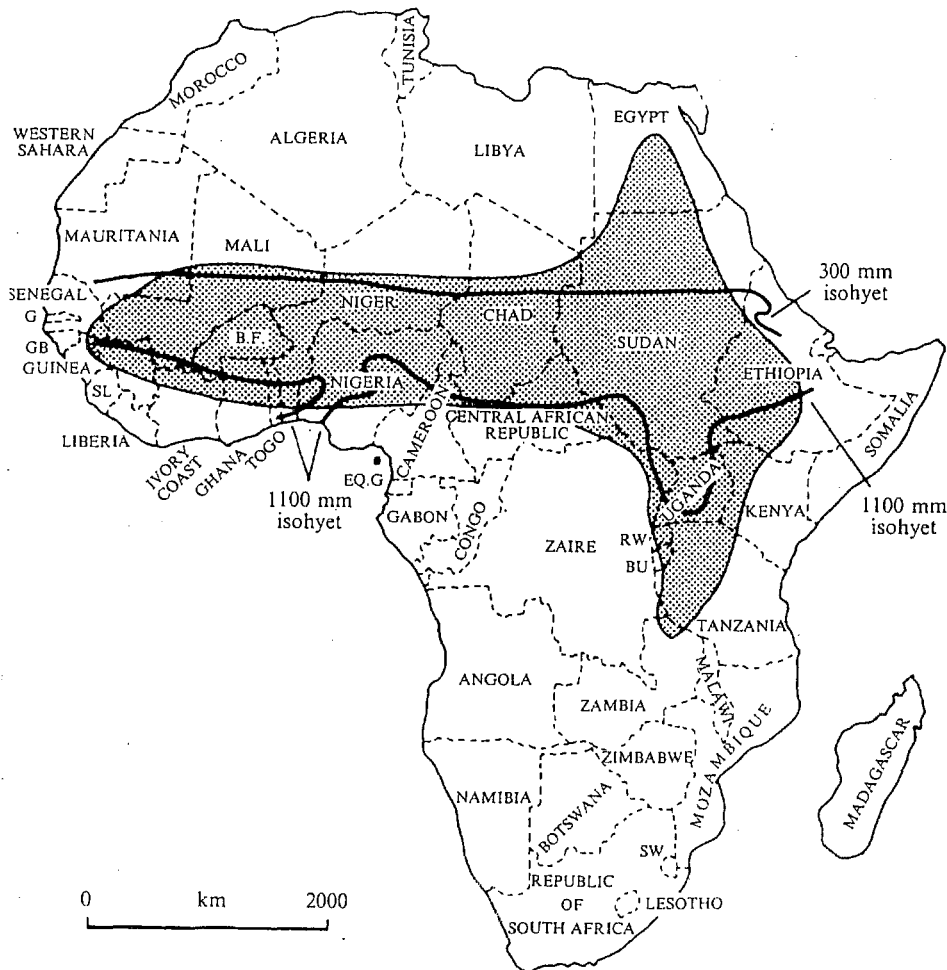 TUNISIA
MOROCCO
EGYPT
WESTERN
SAHARA
ALGERIA
LIBYA
MAURITANIA
MALI
300 mm
isohyet
SENEGAL
G
NIGER
CHAD
B.F.
SUDAN
GB
GUINEA
NIGERIA
ETHIOPIA
SL
SOMALIA
CENTRAL AFRICAN
REPUBLIC
CAMEROON
LIBERIA
IVORY
COAST
GHANA
TOGO
EQ.G
UGANDA
1100 mm
isohyet
1100 mm
isohyet
GABON
CONGO
KENYA
ZAIRE
RW
BU
TANZANIA
ANGOLA
MALAWI
ZAMBIA
MOZAMBIQUE
ZIMBABWE
MADAGASCAR
NAMIBIA
BOTSWANA
SW
REPUBLIC
OF
SOUTH AFRICA
LESOTHO
0 km 2000